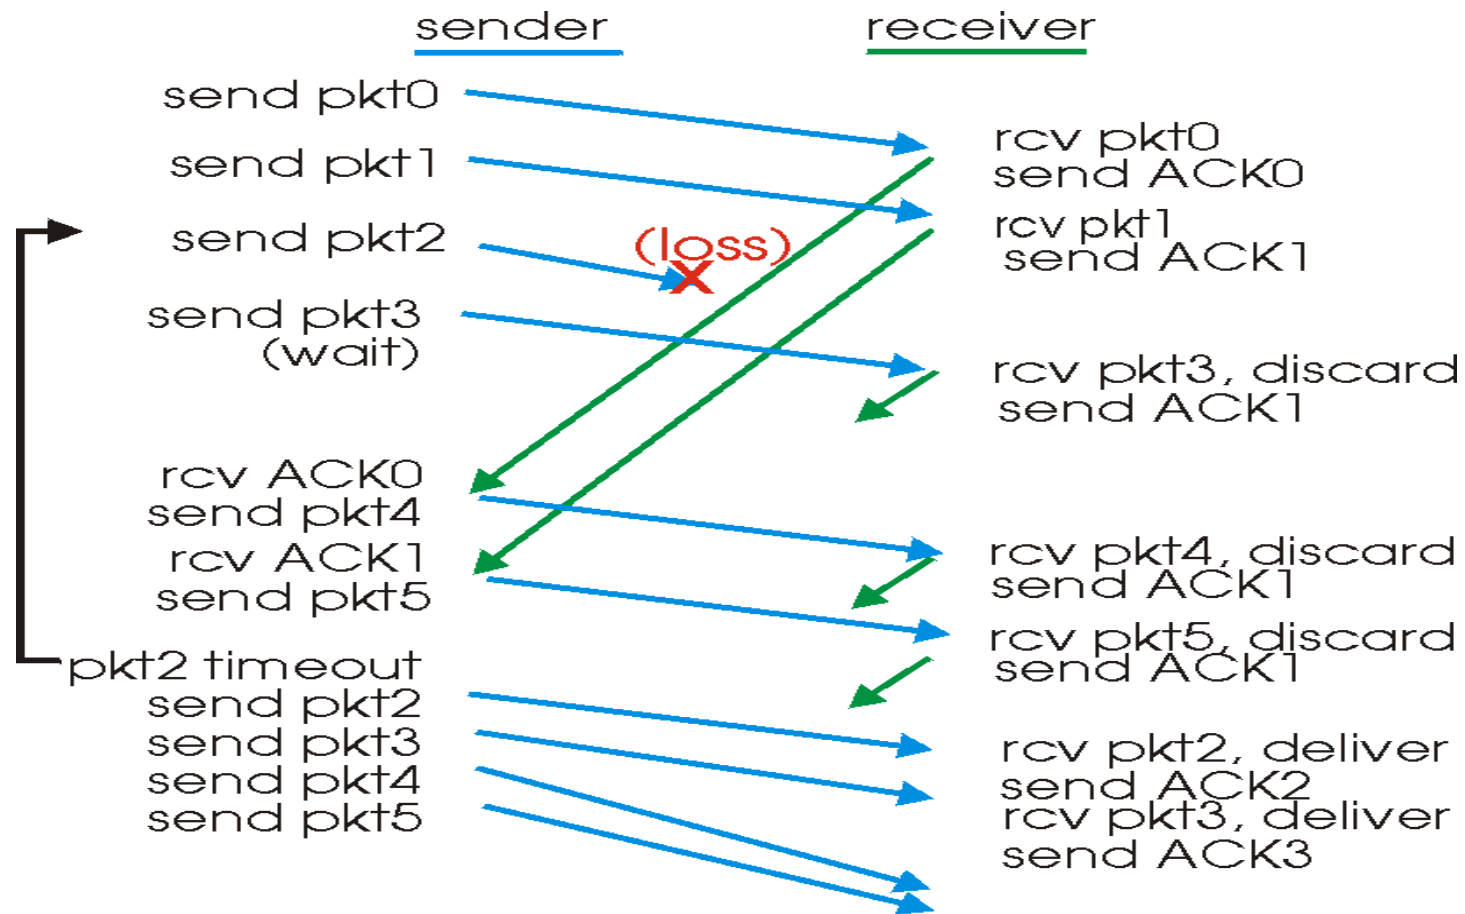 sender
receiver
send pkt0
send pkt1
send pkt2
send pkt3
(wait)
(loss)
rcv ACK0
send pkt4
rcv ACK1
send pkt5
pkt2 timeout
send pkt2
send pkt3
send pkt4
send pkt5
rcv pkt0
send ACK0
rcv pkt1
send ACK1
rcv pkt3, discard
send ACK1
rcv pkt4, discard
send ACK1
rcv pkt5, discard
send ACK1
rcv pkt2, deliver
send ACK2
rcv pkt3, deliver
send ACK3